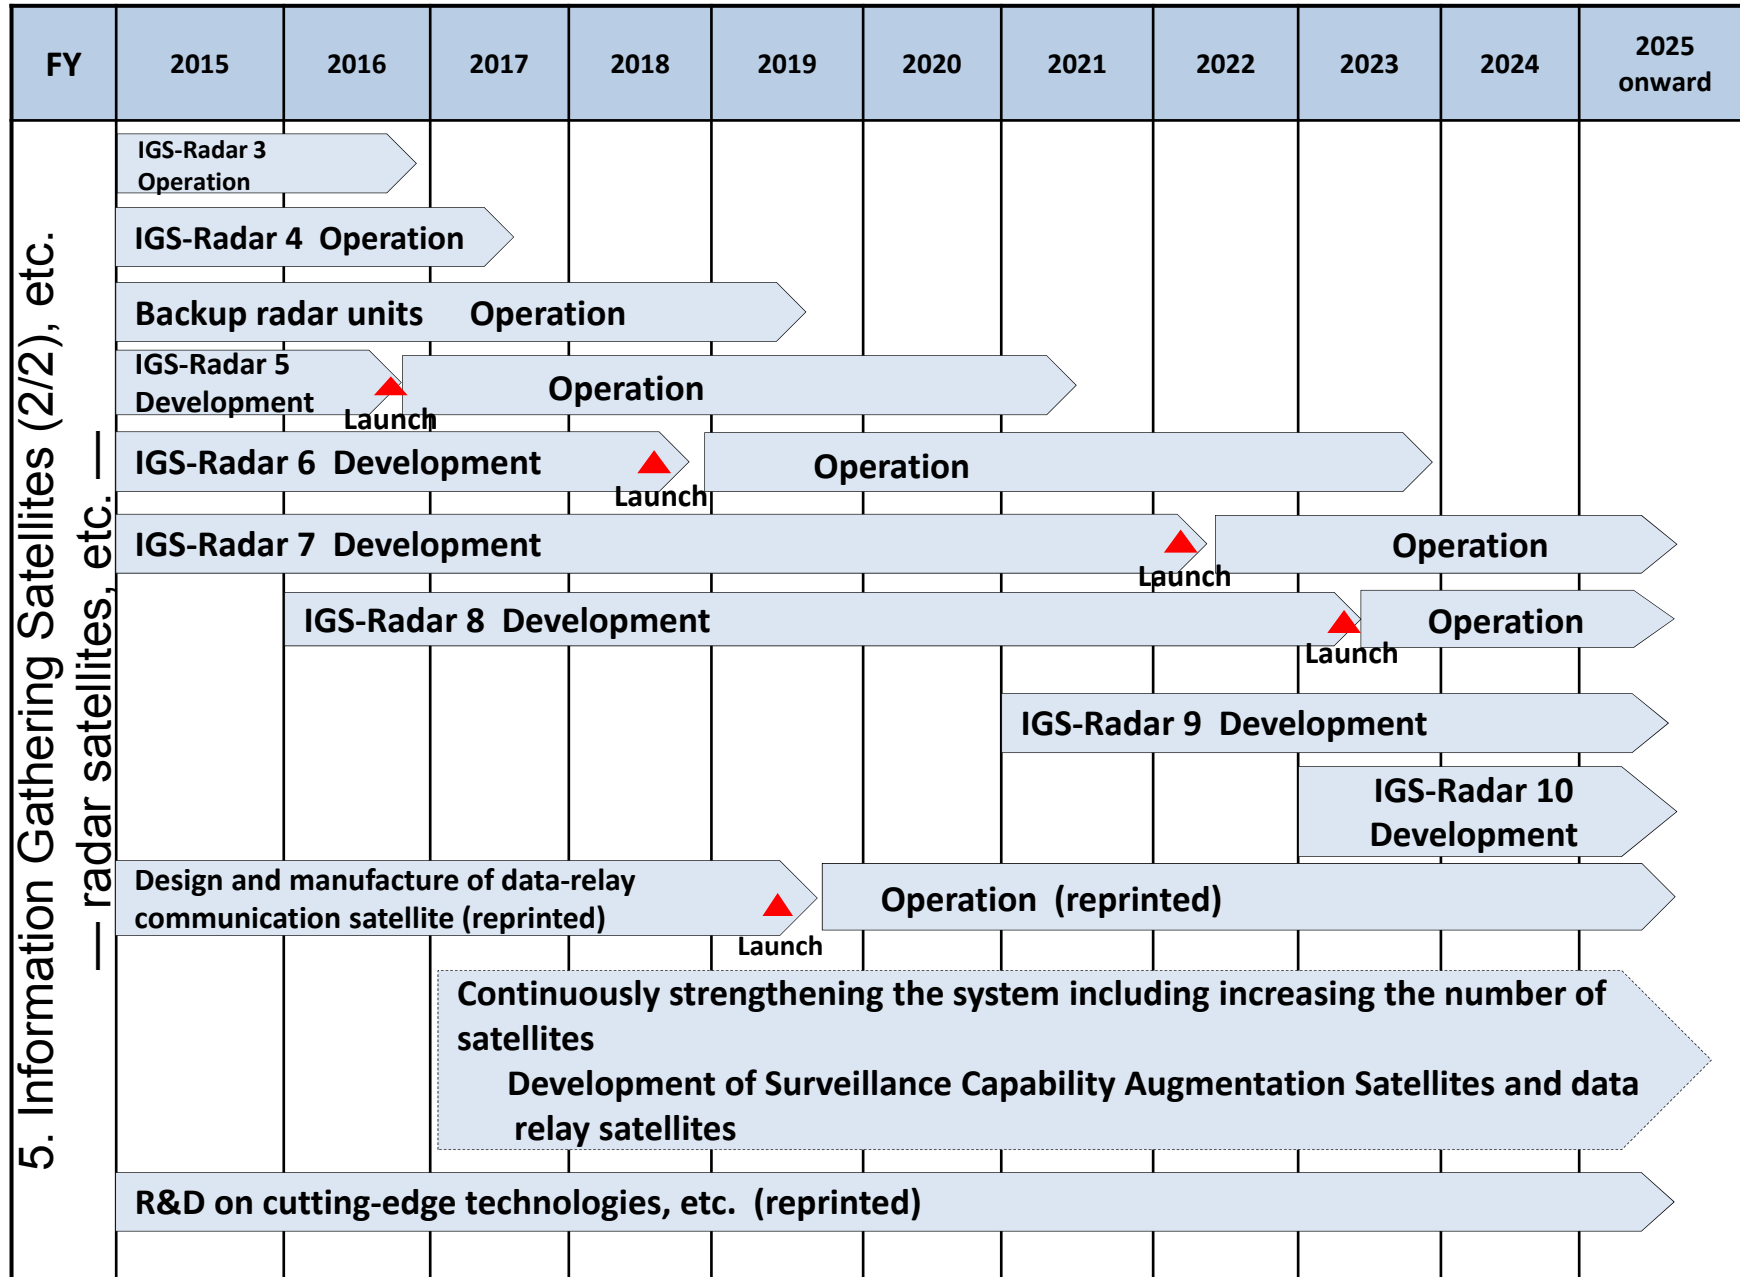 FY
2015
2016
2017
2018
2019
2020
2021
2022
2023
2024
2025
onward
5. Information Gathering Satellites (2/2), etc.
— radar satellites, etc. —
IGS-Radar 3
Operation
IGS-Radar 4 Operation
Backup radar units Operation
IGS-Radar 5
Development
Launch
Operation
IGS-Radar 6 Development
Launch
Operation
IGS-Radar 7 Development
Launch
Operation
IGS-Radar 8 Development
Launch
Operation
IGS-Radar 9 Development
IGS-Radar 10
Development
Design and manufacture of data-relay
communication satellite (reprinted)
Launch
Operation (reprinted)
Continuously strengthening the system including increasing the number of
satellites
Development of Surveillance Capability Augmentation Satellites and data
relay satellites
R&D on cutting-edge technologies, etc. (reprinted)